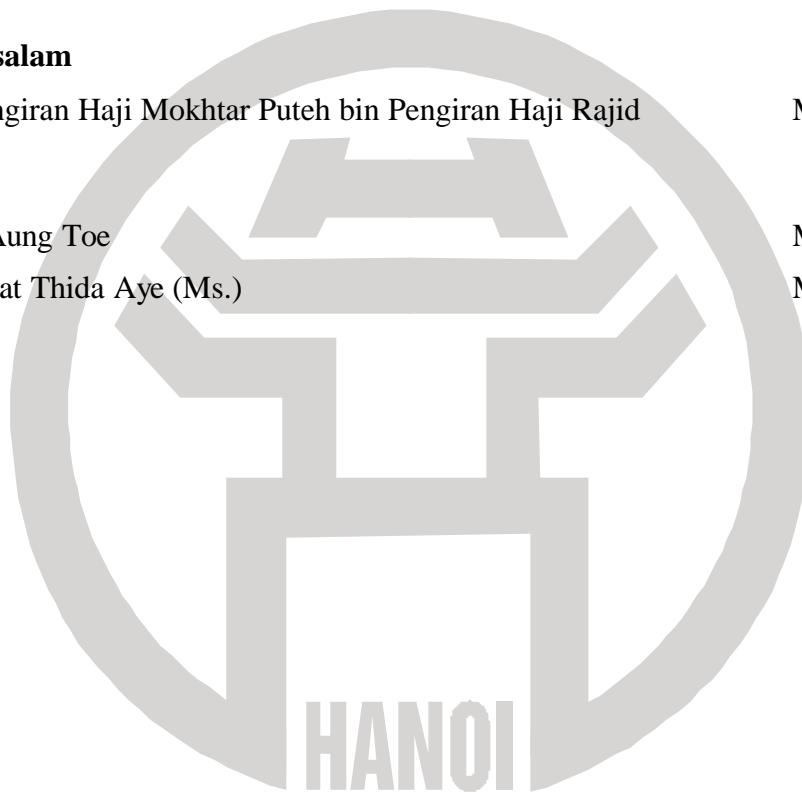 salam
ngiran Haji Mokhtar Puteh bin Pengiran Haji Rajid M
Aung Toe M
at Thida Aye (Ms.) M
HANOI